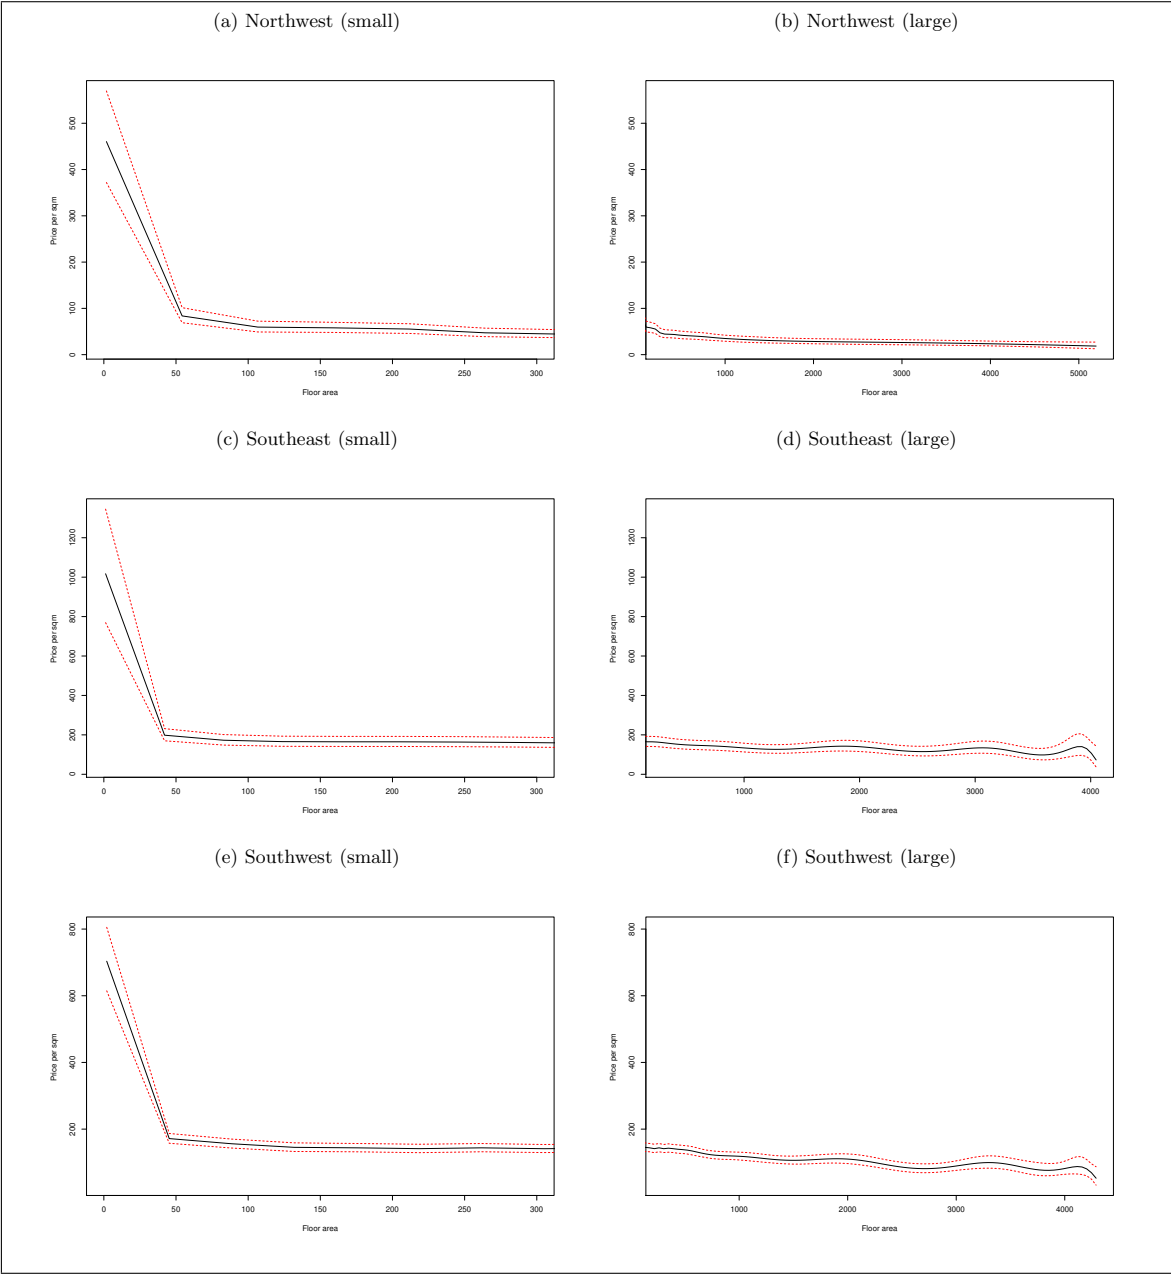 (a) Northwest (small)
(b) Northwest (large)
Price per sqm
0 100 200 300 400 500
0 50 100 150 200 250 300
Floor area
Price per sqm
0 100 200 300 400 500
1000 2000 3000 4000 5000
Floor area
(c) Southeast (small)
(d) Southeast (large)
Price per sqm
0 200 400 600 800 1000 1200
0 50 100 150 200 250 300
Floor area
Price per sqm
0 200 400 600 800 1000 1200
1000 2000 3000 4000
Floor area
(e) Southwest (small)
(f) Southwest (large)
Price per sqm
200 400 600 800
0 50 100 150 200 250 300
Floor area
Price per sqm
200 400 600 800
1000 2000 3000 4000
Floor area